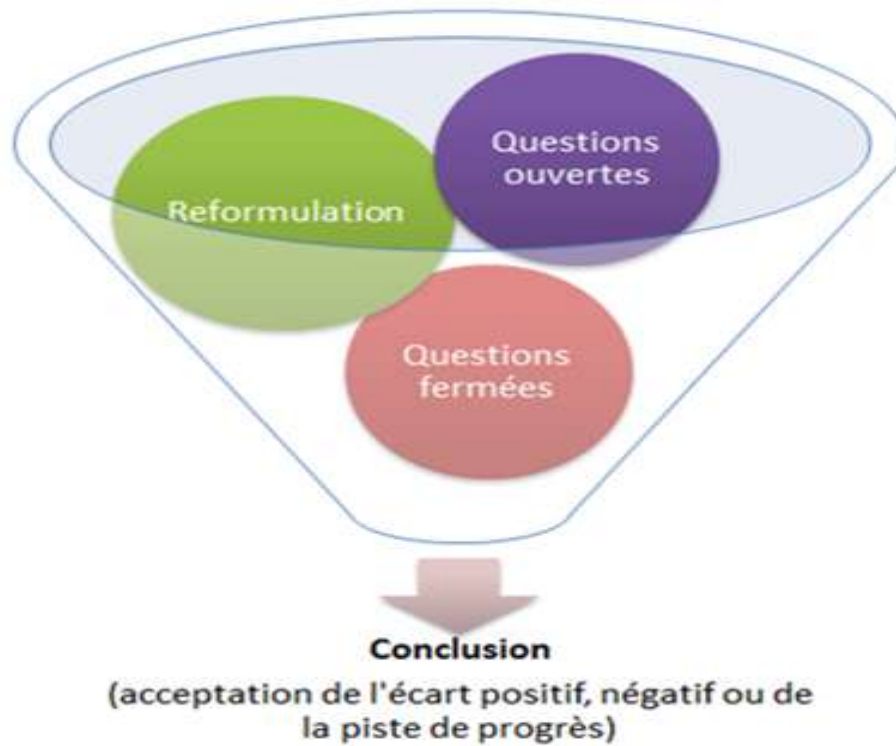 Questions
ouvertes
Reformulation
Questions
fermées
Conclusion
(acceptation de l'écart positif, négatif ou de
la piste de progrès)